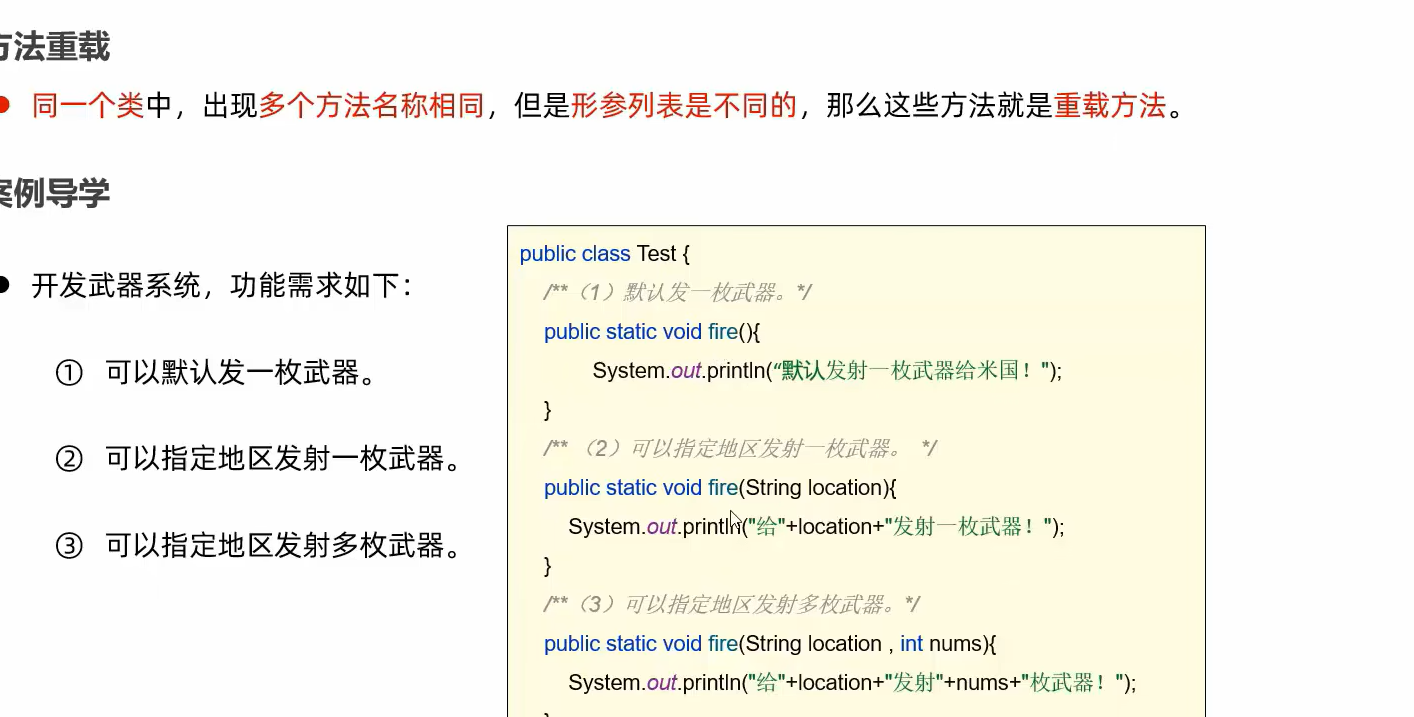 方法重载
同一个类中，出现多个方法名称相同，但是形参列表是不同的，那么这些方法就是重载方法。
案例导学
开发武器系统，功能需求如下：
① 可以默认发一枚武器。
② 可以指定地区发射一枚武器。
③ 可以指定地区发射多枚武器。
public class Test {
/**（1）默认发一枚武器。*/
public static void fire(){
System.out.println(“默认发射一枚武器给米国！");
}
/** （2）可以指定地区发射一枚武器。 */
public static void fire(String location){
System.out.println("给"+location+"发射一枚武器！");
}
/**（3）可以指定地区发射多枚武器。*/
public static void fire(String location , int nums){
System.out.println("给"+location+"发射"+nums+"枚武器！");
}